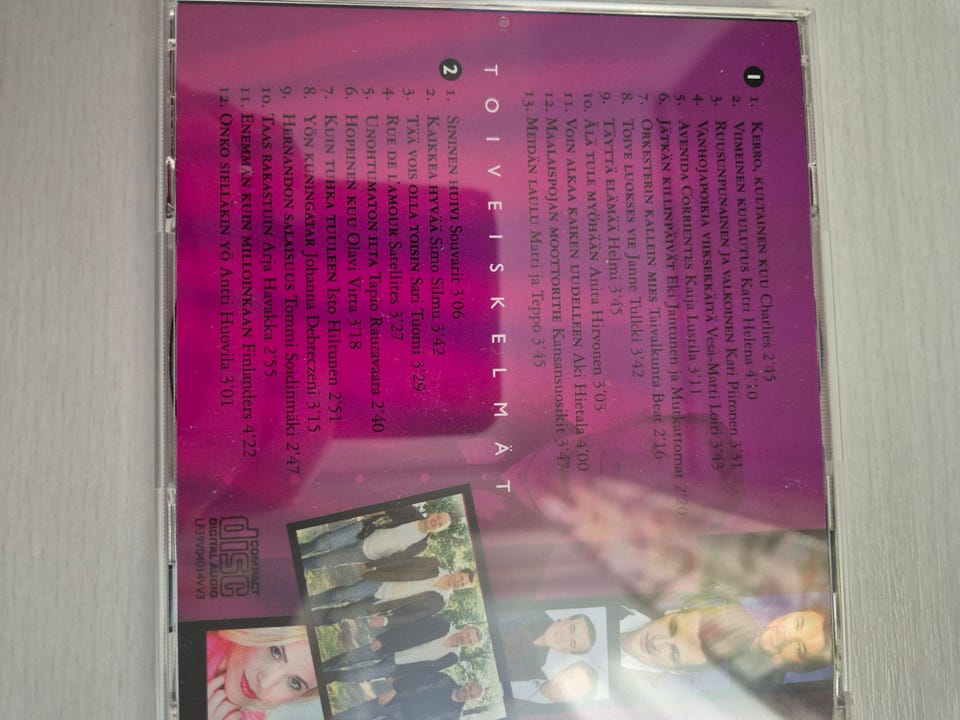 1
1. Kerro, kultainen kuu Charlies 2'45
2. Viimeinen kuulutus Katri Helena 4'10
3. Ruusunpunainen ja valkoinen Kari Piironen 3'31
4. Vanhojapoikia viiksekkäitä Vesa-Matti Loiri 3'43
5. Avenida Corrientes Kaija Lustila 3'11
6. Jätkän killinpäivät Eki Jantunen ja Mutkattomat 2'20
7. Orkesterin kallein mies Taivalkunta Beat 2'16
8. Toive luokses vie Janne Tulkki 3'42
9. Täyttä elämää Helmi 3'45
10. Älä tule myöhään Anita Hirvonen 3'03
11. Voin alkaa kaiken uudelleen Aki Hietala 4'00
12. Maalaispojan moottoritie Kansansuosikit 3'47
13. Meidän laulu Matti ja Teppo 3'45
TOIVEISKELMÄT
2
1. Sininen huivi Souvarit 3'06
2. Kaikkea hyvää Simo Silmu 3'42
3. Tää vois olla toisin Sari Tuomi 3'29
4. Rue de l'amour Satellites 3'27
5. Unohtumaton ilta Tapio Rautavaara 2'40
6. Hopeinen kuu Olavi Virta 3'18
7. Kuin tuhka tuuleen Isto Hiltunen 2'51
8. Yön kuningatar Johanna Debreczeni 3'15
9. Hernandon salaisuus Tommi Soidinmäki 2'47
10. Taas rakastuin Arja Havakka 2'55
11. Enemmän kuin milloinkaan Finlanders 4'22
12. Onko sielläkin yö Antti Huovila 3'01
COMPACT
disc
DIGITAL AUDIO